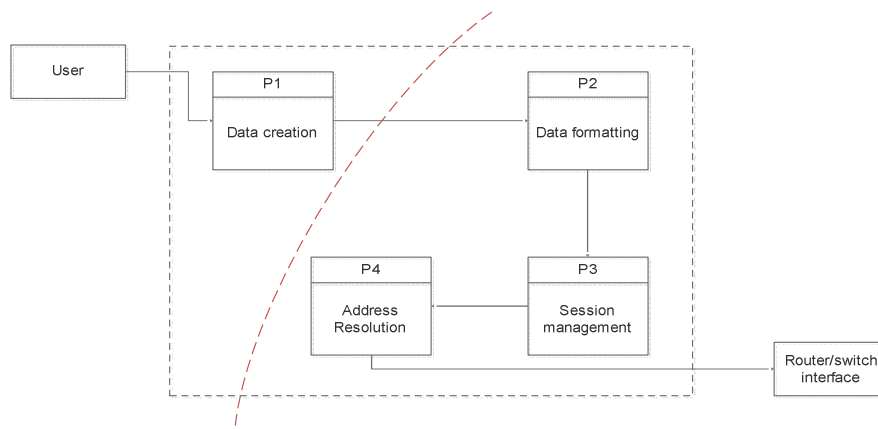 User
P1
Data creation
P2
Data formatting
P4
Address
Resolution
P3
Session
management
Router/switch
interface